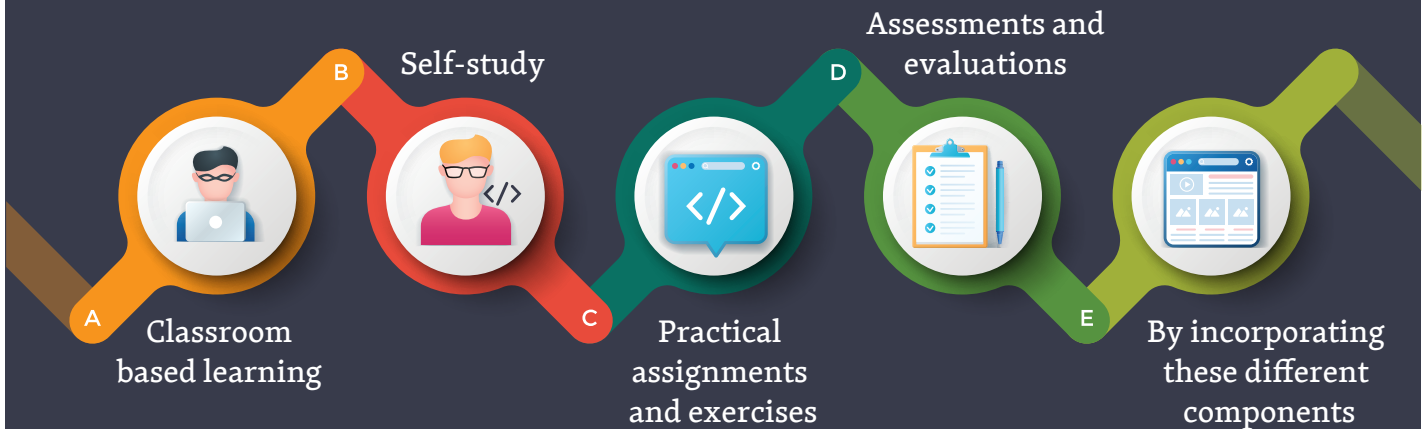 A
Classroom
based learning
B
Self-study
</>
C
Practical
assignments
and exercises
</>
D
Assessments and
evaluations
E
By incorporating
these different
components